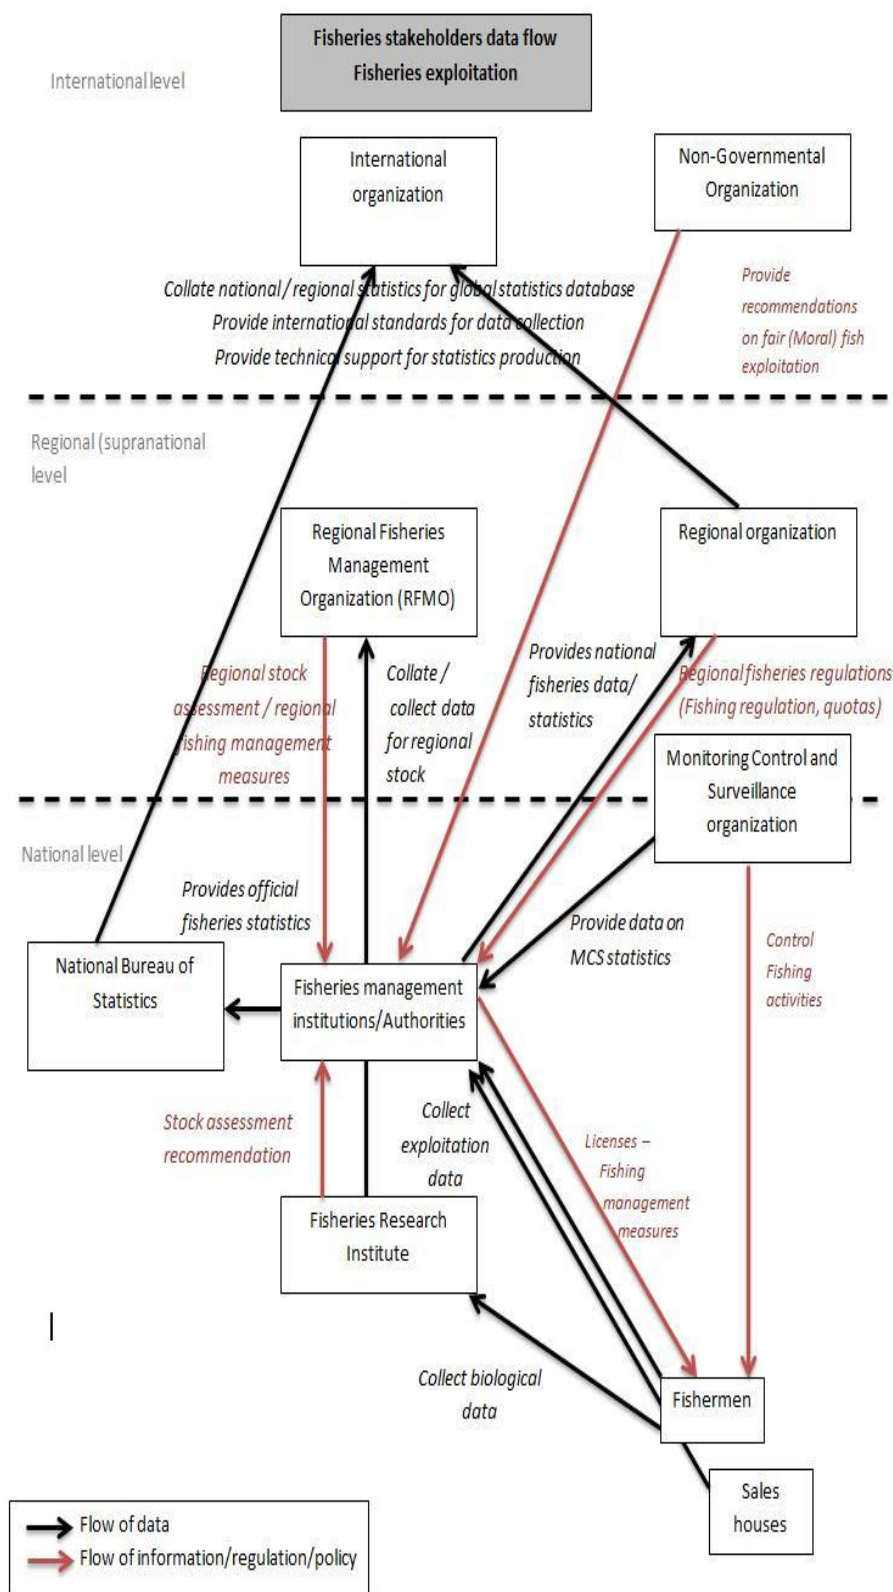 Fisheries stakeholders data flow
Fisheries exploitation
International level
International
organization
Non-Governmental
Organization
Collate national / regional statistics for global statistics database
Provide international standards for data collection
Provide technical support for statistics production
Provide
recommendations
on fair (Moral) fish
exploitation
Regional (supranational
level
Regional Fisheries
Management
Organization (RFMO)
Regional organization
Regional stock
assessment / regional
fishing management
measures
Collate /
collect data
for regional
stock
Provides national
fisheries data/
statistics
Regional fisheries regulations
(Fishing regulation, quotas)
Monitoring Control and
Surveillance
organization
National level
Provides official
fisheries statistics
National Bureau of
Statistics
Fisheries management
institutions/Authorities
Provide data on
MCS statistics
Control
Fishing
activities
Stock assessment
recommendation
Collect
exploitation
data
Licenses –
Fishing
management
measures
Fisheries Research
Institute
Collect biological
data
Fishermen
Sales
houses
Flow of data
Flow of information/regulation/policy